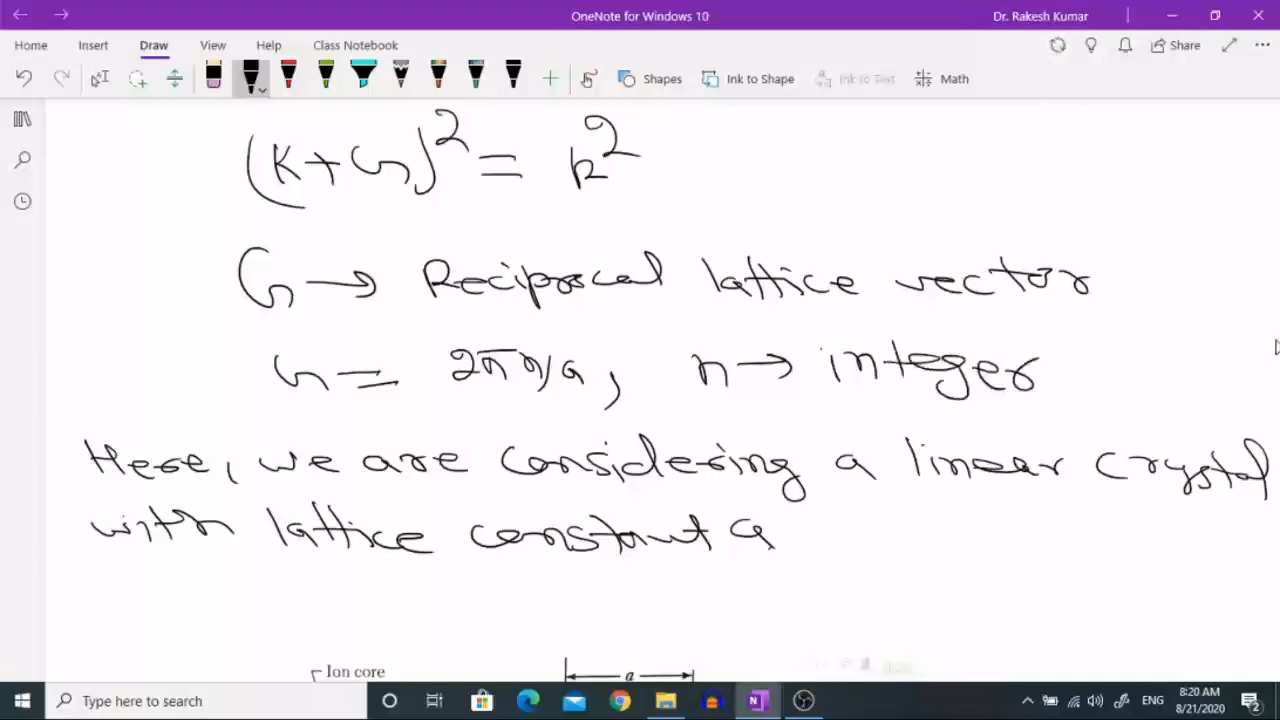 OneNote for Windows 10
Dr. Rakesh Kumar
Home Insert Draw View Help Class Notebook Share
Shapes Ink to Shape Ink to Text Math
(K+G)² = k²
G → Reciprocal lattice vector
G = 2πn/a, n → integer
Here, we are considering a linear crystal
with lattice constant a
Ion core
a
Type here to search
ENG
8:20 AM
8/21/2020
2